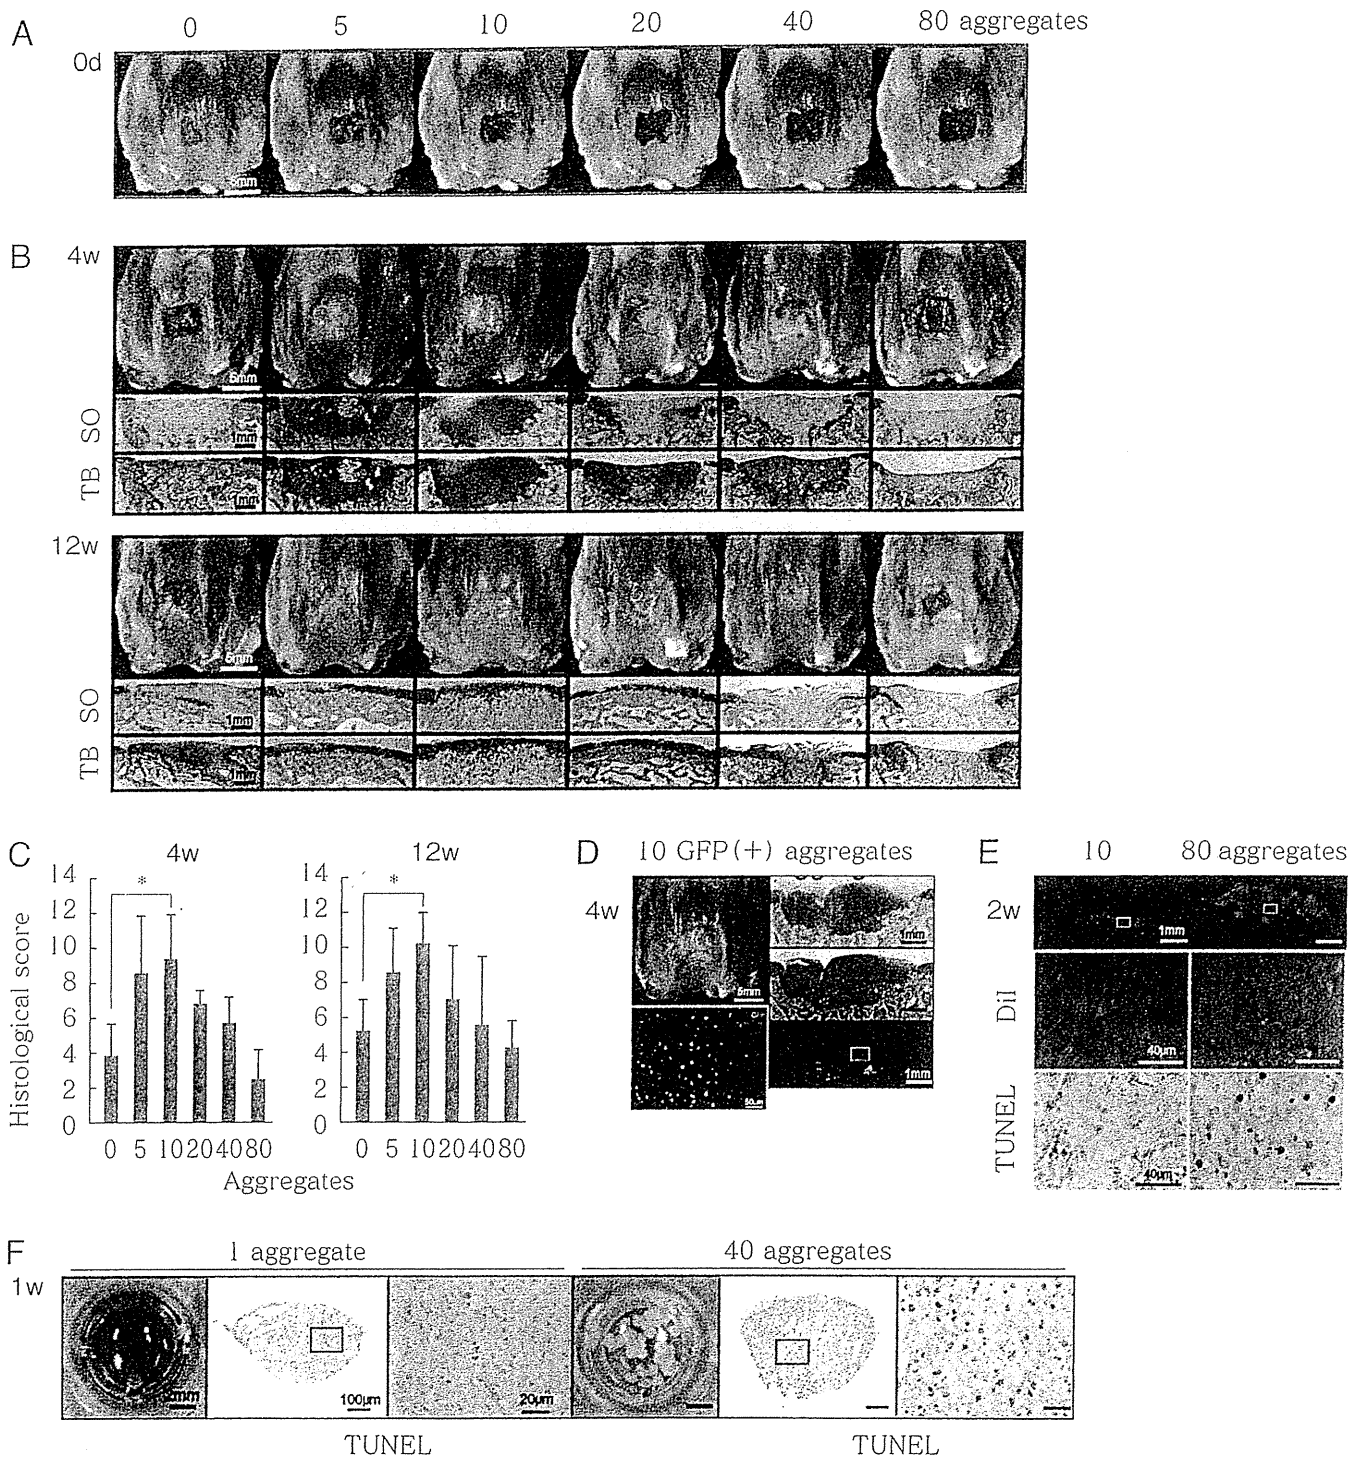 A
0 5 10 20 40 80 aggregates
0d
5mm
B
4w
5mm
SO
1mm
TB
1mm
12w
5mm
SO
1mm
TB
1mm
C
4w
12w
*
*
14
12
10
8
6
4
2
0
14
12
10
8
6
4
2
0
Histological score
0 5 10 20 40 80
0 5 10 20 40 80
Aggregates
D
10 GFP(+) aggregates
4w
5mm
1mm
50μm
1mm
E
10 80 aggregates
2w
1mm
DiI
40μm
TUNEL
40μm
F
1 aggregate
40 aggregates
1w
2mm
100μm
20μm
TUNEL
TUNEL